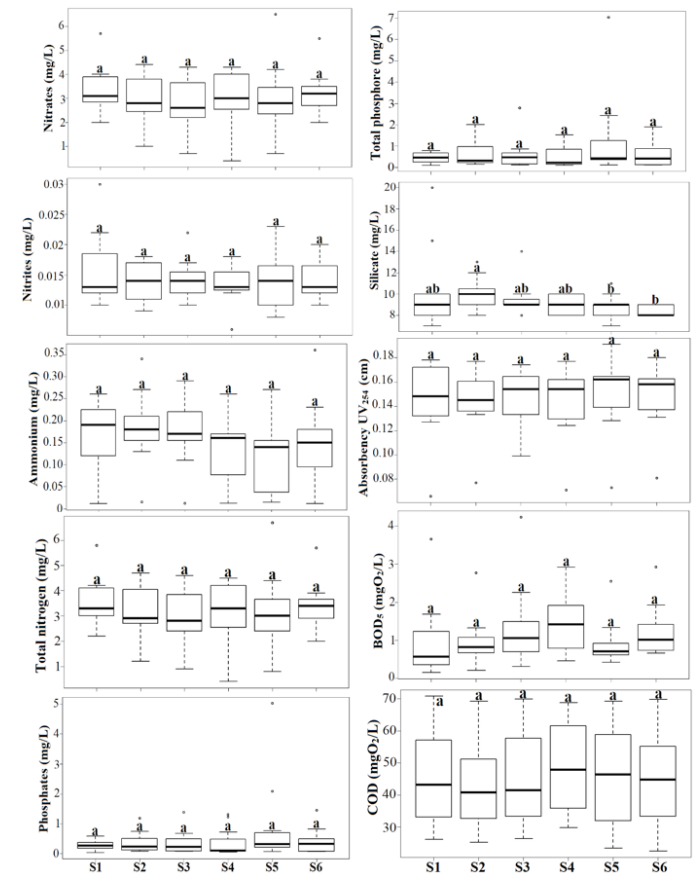 Nitrates (mg/L)
6
5
4
3
2
1
a a a a a a
Nitrites (mg/L)
0.03
0.025
0.02
0.015
0.01
a a a a a a
Ammonium (mg/L)
0.35
0.30
0.25
0.20
0.15
0.10
0.05
0
a a a a a a
Total nitrogen (mg/L)
6
5
4
3
2
1
a a a a a a
Phosphates (mg/L)
5
4
3
2
1
0
a a a a a a
S1 S2 S3 S4 S5 S6
Total phosphore (mg/L)
7
5
4
3
2
1
0
a a a a a a
Silicate (mg/L)
20
18
16
14
12
10
8
ab a ab ab b b
Absorbency UV254 (cm)
0.18
0.16
0.14
0.12
0.08
a a a a a a
BOD5 (mgO2/L)
4
3
2
1
0
a a a a a a
COD (mgO2/L)
70
60
50
40
30
a a a a a a
S1 S2 S3 S4 S5 S6